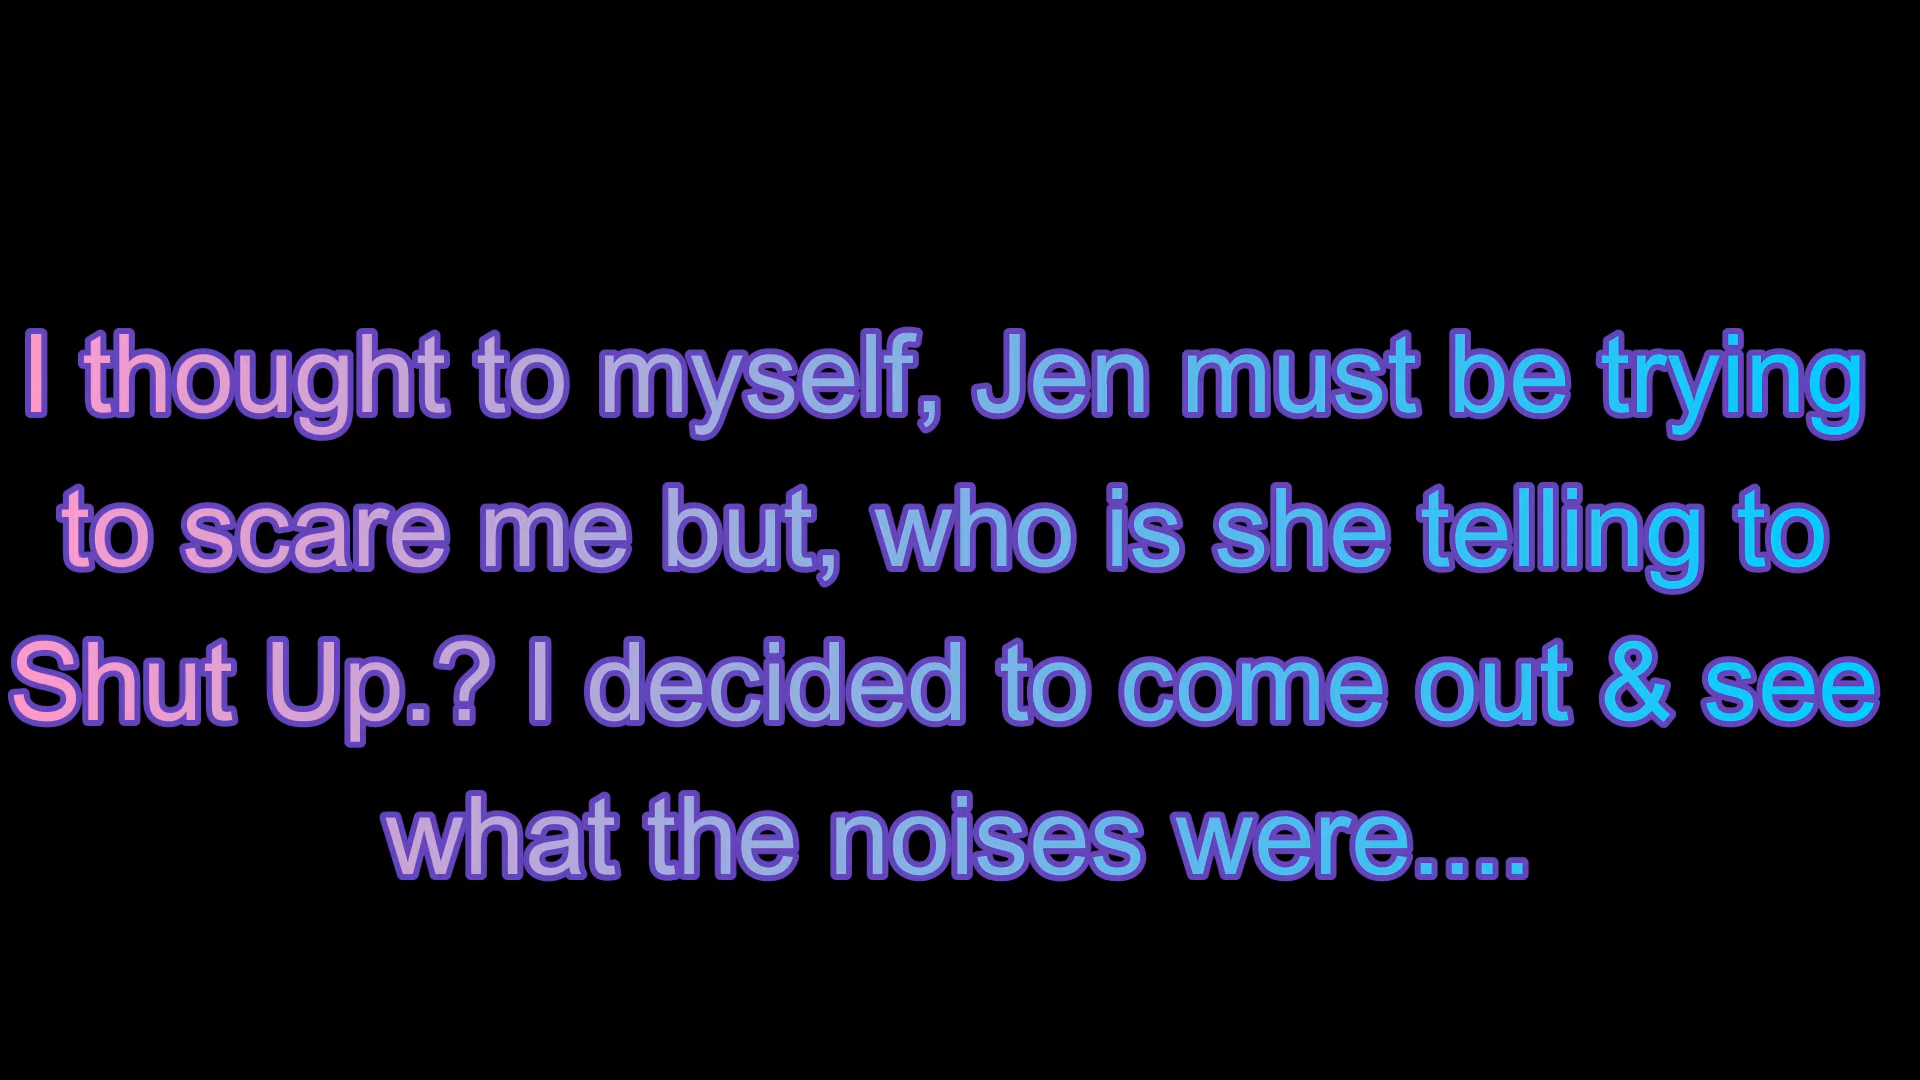 I thought to myself, Jen must be trying
to scare me but, who is she telling to
Shut Up.? I decided to come out & see
what the noises were....